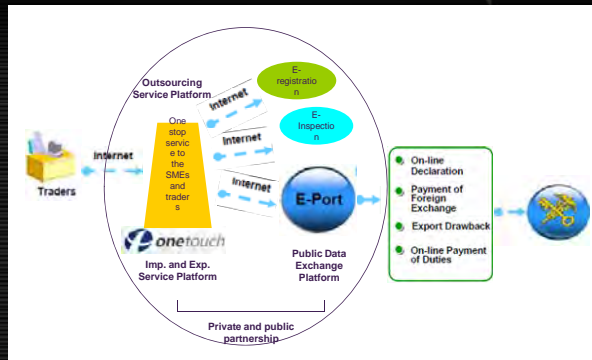 Outsourcing
Service Platform
E-
registratio
n
E-
Inspectio
n
Internet
Internet
Internet
Internet
One
stop
servic
e to
the
SMEs
and
trader
s
Traders
E-Port
onetouch
Imp. and Exp.
Service Platform
Public Data
Exchange
Platform
On-line
Declaration
Payment of
Foreign
Exchange
Export Drawback
On-line Payment
of Duties
Private and public
partnership